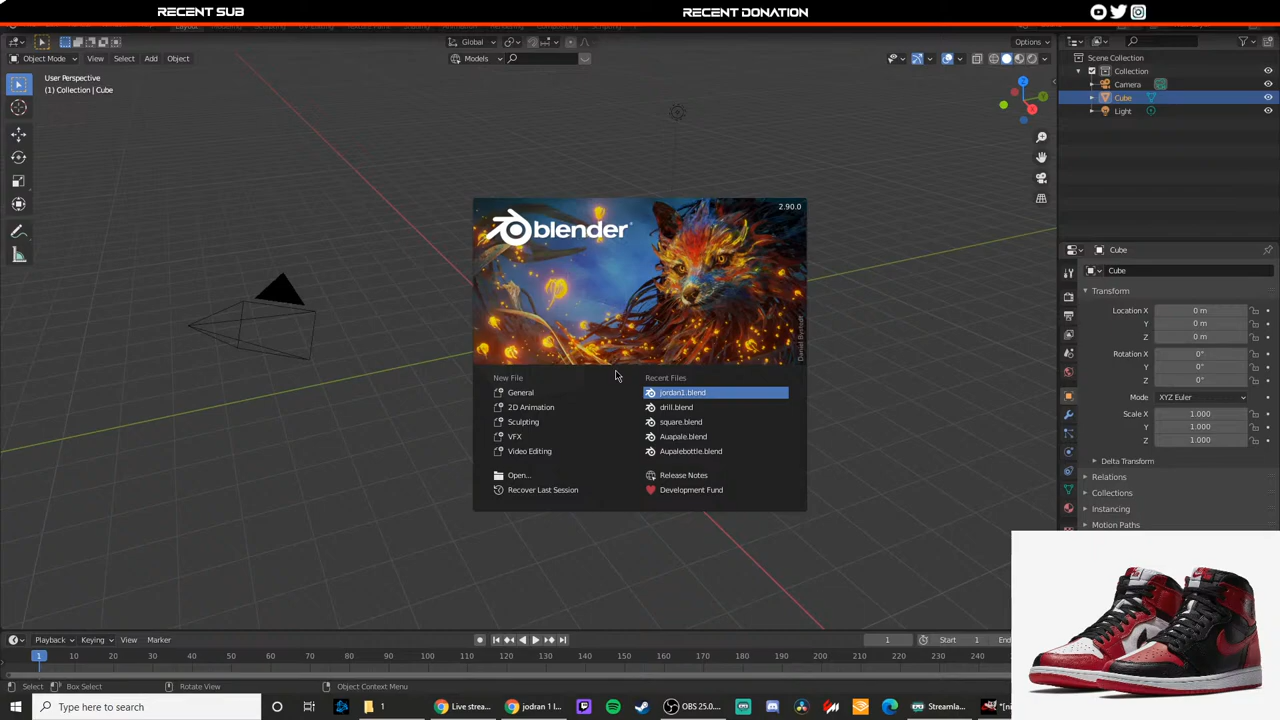 RECENT SUB
RECENT DONATION
Global
Options
Object Mode
View
Select
Add
Object
Models
User Perspective
(1) Collection | Cube
Scene Collection
Collection
Camera
Cube
Light
blender
2.90.0
Daniel Bystedt
New File
General
2D Animation
Sculpting
VFX
Video Editing
Open...
Recover Last Session
Recent Files
jordan1.blend
drill.blend
square.blend
Auapale.blend
Aupalebottle.blend
Release Notes
Development Fund
Cube
Cube
Transform
Location X 0 m
Y 0 m
Z 0 m
Rotation X 0°
Y 0°
Z 0°
Mode XYZ Euler
Scale X 1.000
Y 1.000
Z 1.000
Delta Transform
Relations
Collections
Instancing
Motion Paths
Playback
Keying
View
Marker
1
Start 1
End
1 10 20 30 40 50 60 70 80 90 100 110 120 130 140 150 160 170 180 190 200 210 220 230 240
Select
Box Select
Rotate View
Object Context Menu
Type here to search
1
Live stream...
jodran 1 l...
OBS 25.0....
Streamla...